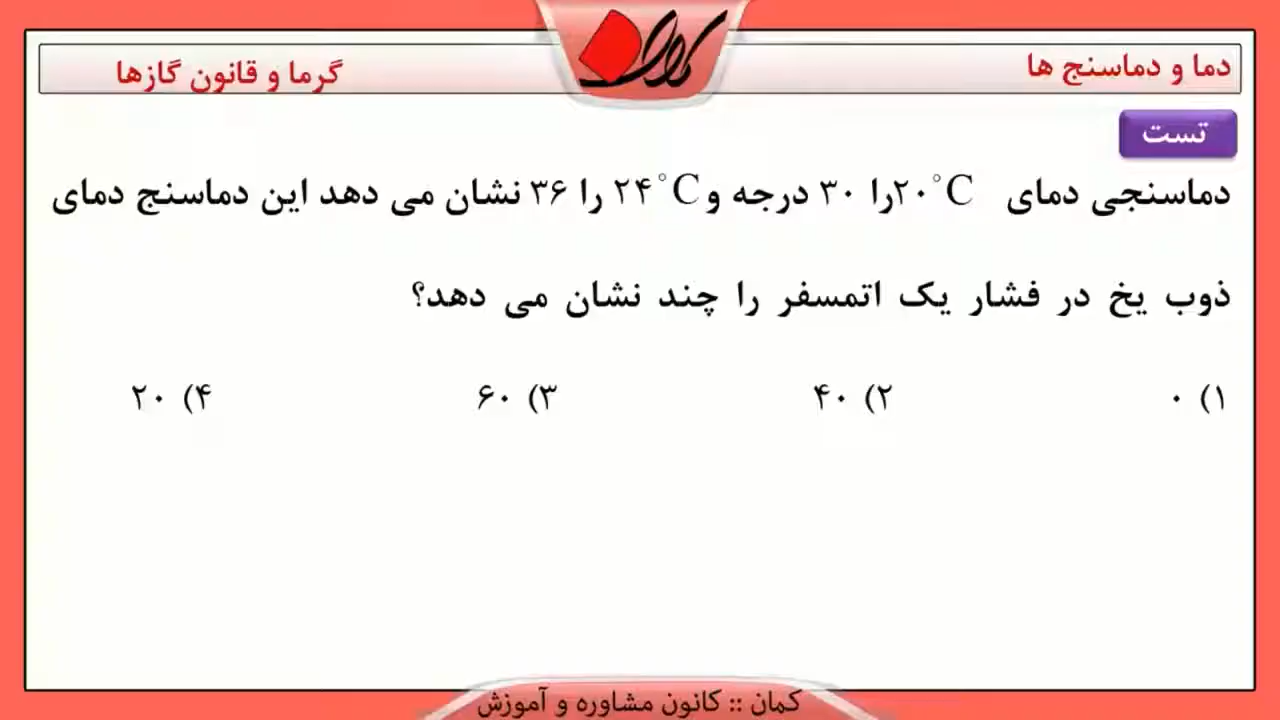 کمان
دما و دماسنج ها
گرما و قانون گازها
تست
دماسنجی دمای ۲۰°C را ۳۰ درجه و ۲۴°C را ۳۶ نشان می دهد این دماسنج دمای
ذوب یخ در فشار یک اتمسفر را چند نشان می دهد؟
۱) ۰ ۲) ۴۰ ۳) ۶۰ ۴) ۲۰
کمان :: کانون مشاوره و آموزش